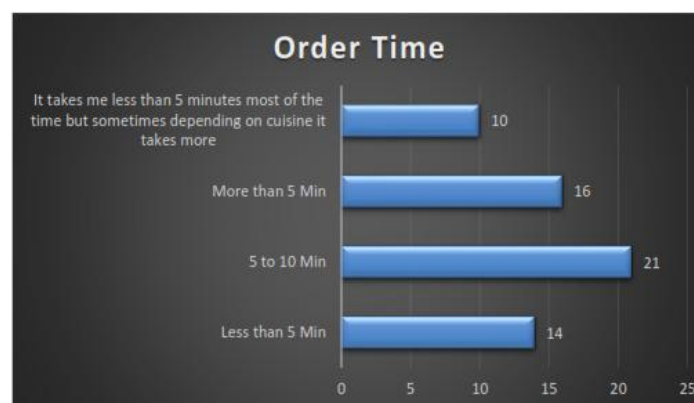 Order Time
It takes me less than 5 minutes most of the
time but sometimes depending on cuisine it
takes more
10
More than 5 Min
16
5 to 10 Min
21
Less than 5 Min
14
0 5 10 15 20 25